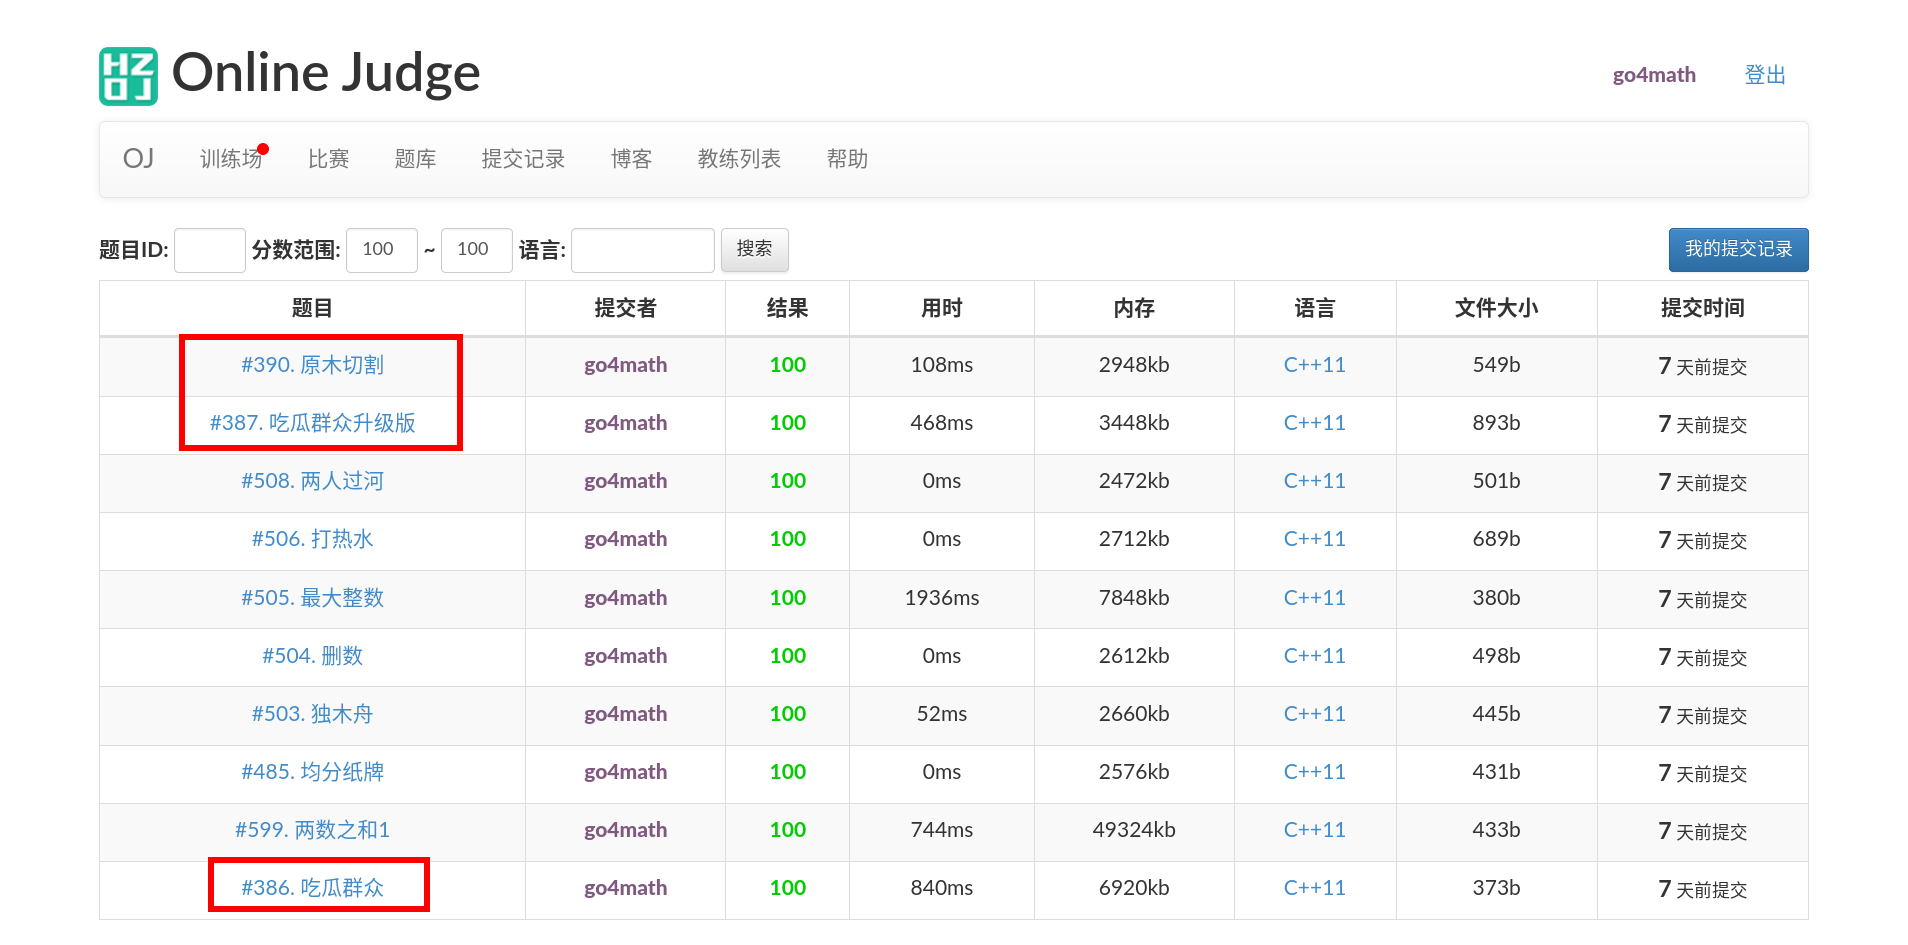 HZOJ Online Judge go4math 登出
OJ 训练场 比赛 题库 提交记录 博客 教练列表 帮助
题目ID: 分数范围: 100 ~ 100 语言: 搜索 我的提交记录
题目 提交者 结果 用时 内存 语言 文件大小 提交时间
#390. 原木切割 go4math 100 108ms 2948kb C++11 549b 7 天前提交
#387. 吃瓜群众升级版 go4math 100 468ms 3448kb C++11 893b 7 天前提交
#508. 两人过河 go4math 100 0ms 2472kb C++11 501b 7 天前提交
#506. 打热水 go4math 100 0ms 2712kb C++11 689b 7 天前提交
#505. 最大整数 go4math 100 1936ms 7848kb C++11 380b 7 天前提交
#504. 删数 go4math 100 0ms 2612kb C++11 498b 7 天前提交
#503. 独木舟 go4math 100 52ms 2660kb C++11 445b 7 天前提交
#485. 均分纸牌 go4math 100 0ms 2576kb C++11 431b 7 天前提交
#599. 两数之和1 go4math 100 744ms 49324kb C++11 433b 7 天前提交
#386. 吃瓜群众 go4math 100 840ms 6920kb C++11 373b 7 天前提交